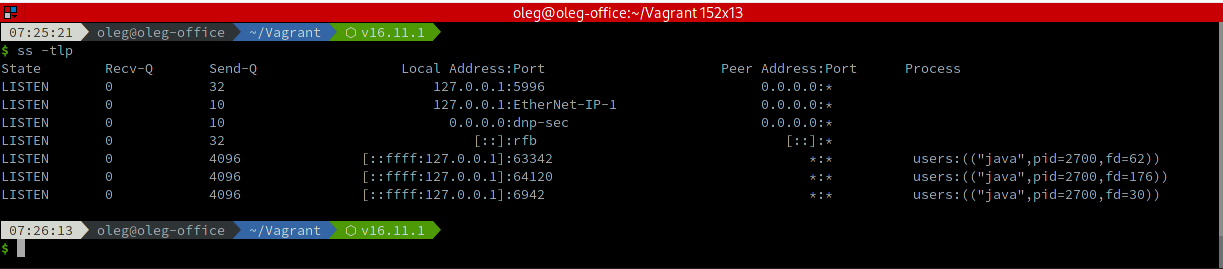 oleg@oleg-office:~/Vagrant 152x13
07:25:21 oleg@oleg-office ~/Vagrant ⬡ v16.11.1
$ ss -tlp
State Recv-Q Send-Q Local Address:Port Peer Address:Port Process
LISTEN 0 32 127.0.0.1:5996 0.0.0.0:*
LISTEN 0 10 127.0.0.1:EtherNet-IP-1 0.0.0.0:*
LISTEN 0 10 0.0.0.0:dnp-sec 0.0.0.0:*
LISTEN 0 32 [::]:rfb [::]:*
LISTEN 0 4096 [::ffff:127.0.0.1]:63342 *:* users:(("java",pid=2700,fd=62))
LISTEN 0 4096 [::ffff:127.0.0.1]:64120 *:* users:(("java",pid=2700,fd=176))
LISTEN 0 4096 [::ffff:127.0.0.1]:6942 *:* users:(("java",pid=2700,fd=30))
07:26:13 oleg@oleg-office ~/Vagrant ⬡ v16.11.1
$